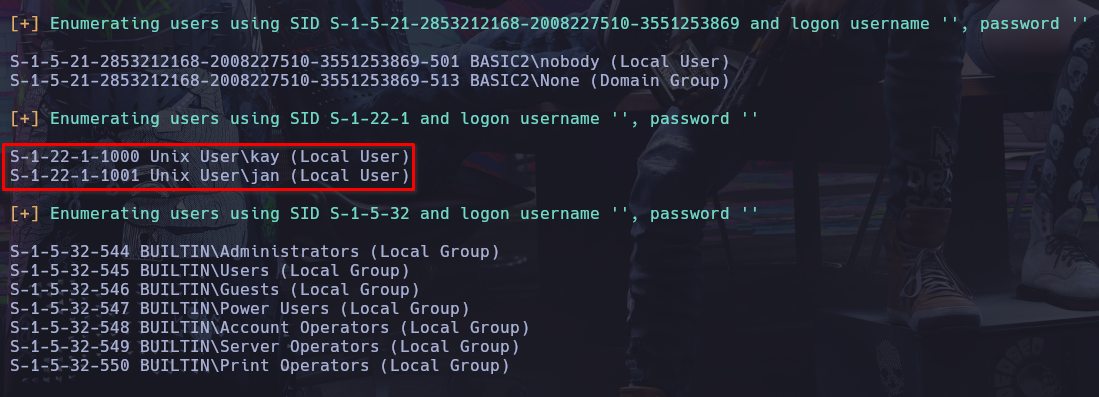 [+] Enumerating users using SID S-1-5-21-2853212168-2008227510-3551253869 and logon username '', password ''
S-1-5-21-2853212168-2008227510-3551253869-501 BASIC2\nobody (Local User)
S-1-5-21-2853212168-2008227510-3551253869-513 BASIC2\None (Domain Group)
[+] Enumerating users using SID S-1-22-1 and logon username '', password ''
S-1-22-1-1000 Unix User\kay (Local User)
S-1-22-1-1001 Unix User\jan (Local User)
[+] Enumerating users using SID S-1-5-32 and logon username '', password ''
S-1-5-32-544 BUILTIN\Administrators (Local Group)
S-1-5-32-545 BUILTIN\Users (Local Group)
S-1-5-32-546 BUILTIN\Guests (Local Group)
S-1-5-32-547 BUILTIN\Power Users (Local Group)
S-1-5-32-548 BUILTIN\Account Operators (Local Group)
S-1-5-32-549 BUILTIN\Server Operators (Local Group)
S-1-5-32-550 BUILTIN\Print Operators (Local Group)